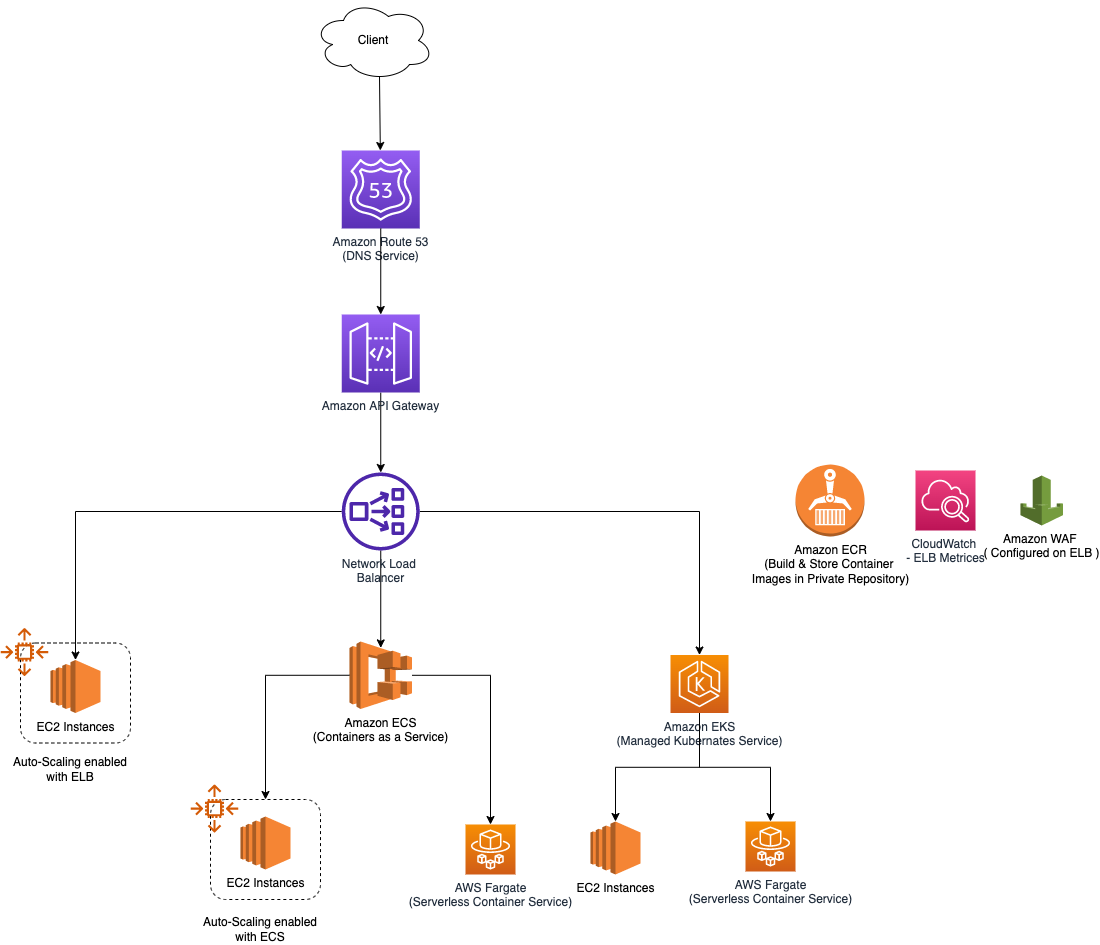 Client
53
Amazon Route 53
(DNS Service)
</>
Amazon API Gateway
Network Load
Balancer
Amazon ECR
(Build & Store Container
Images in Private Repository)
CloudWatch
- ELB Metrices
Amazon WAF
( Configured on ELB )
EC2 Instances
Auto-Scaling enabled
with ELB
Amazon ECS
(Containers as a Service)
K
Amazon EKS
(Managed Kubernates Service)
EC2 Instances
Auto-Scaling enabled
with ECS
AWS Fargate
(Serverless Container Service)
EC2 Instances
AWS Fargate
(Serverless Container Service)